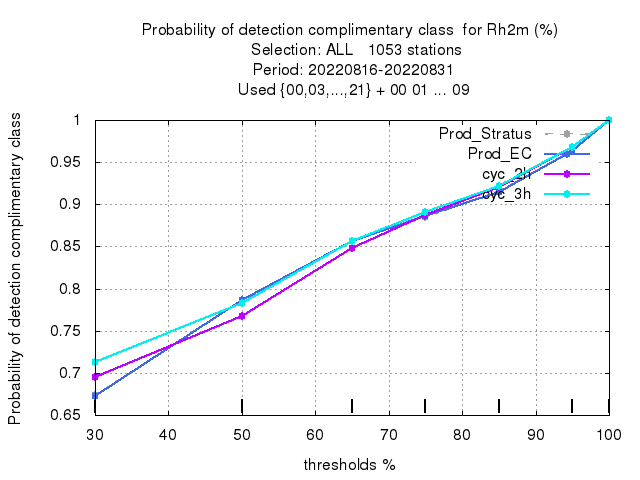 Probability of detection complimentary class for Rh2m (%)
Selection: ALL 1053 stations
Period: 20220816-20220831
Used {00,03,...,21} + 00 01 ... 09
Probability of detection complimentary class
1
0.95
0.9
0.85
0.8
0.75
0.7
0.65
Prod_Stratus
Prod_EC
cyc_2h
cyc_3h
30 40 50 60 70 80 90 100
thresholds %